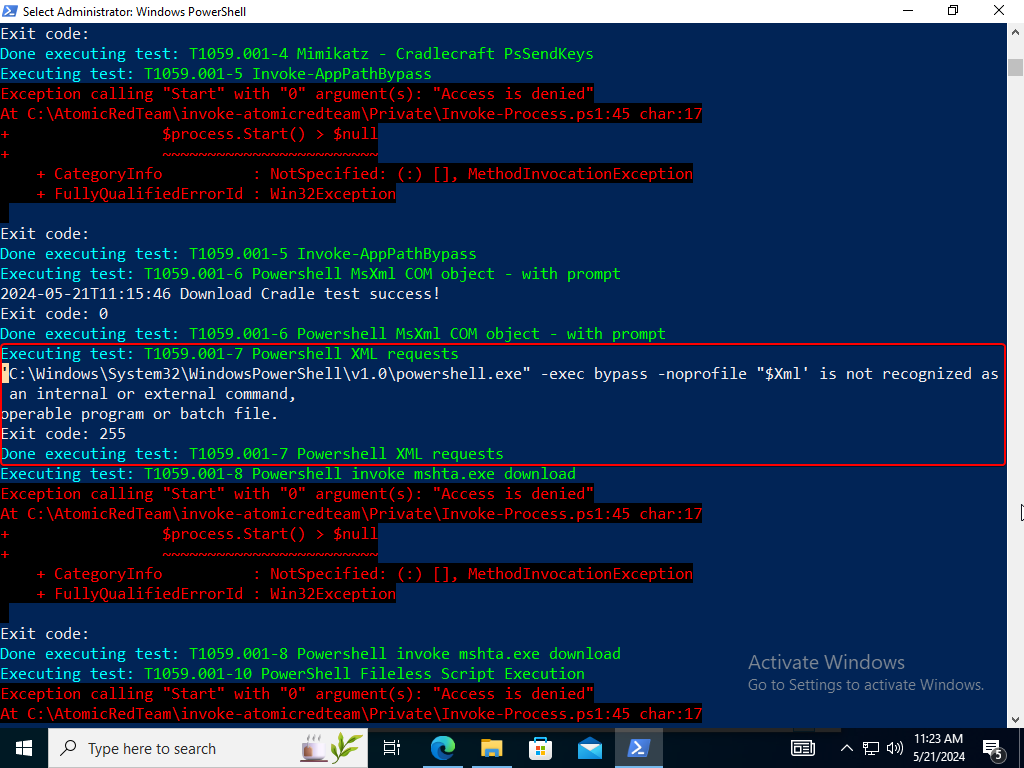 Select Administrator: Windows PowerShell
Exit code:
Done executing test: T1059.001-4 Mimikatz - Cradlecraft PsSendKeys
Executing test: T1059.001-5 Invoke-AppPathBypass
Exception calling "Start" with "0" argument(s): "Access is denied"
At C:\AtomicRedTeam\invoke-atomicredteam\Private\Invoke-Process.ps1:45 char:17
+                 $process.Start() > $null
+                 ~~~~~~~~~~~~~~~~~~~~~~~~
    + CategoryInfo          : NotSpecified: (:) [], MethodInvocationException
    + FullyQualifiedErrorId : Win32Exception
Exit code:
Done executing test: T1059.001-5 Invoke-AppPathBypass
Executing test: T1059.001-6 Powershell MsXml COM object - with prompt
2024-05-21T11:15:46 Download Cradle test success!
Exit code: 0
Done executing test: T1059.001-6 Powershell MsXml COM object - with prompt
Executing test: T1059.001-7 Powershell XML requests
'C:\Windows\System32\WindowsPowerShell\v1.0\powershell.exe" -exec bypass -noprofile "$Xml' is not recognized as
 an internal or external command,
operable program or batch file.
Exit code: 255
Done executing test: T1059.001-7 Powershell XML requests
Executing test: T1059.001-8 Powershell invoke mshta.exe download
Exception calling "Start" with "0" argument(s): "Access is denied"
At C:\AtomicRedTeam\invoke-atomicredteam\Private\Invoke-Process.ps1:45 char:17
+                 $process.Start() > $null
+                 ~~~~~~~~~~~~~~~~~~~~~~~~
    + CategoryInfo          : NotSpecified: (:) [], MethodInvocationException
    + FullyQualifiedErrorId : Win32Exception
Exit code:
Done executing test: T1059.001-8 Powershell invoke mshta.exe download
Executing test: T1059.001-10 PowerShell Fileless Script Execution
Exception calling "Start" with "0" argument(s): "Access is denied"
At C:\AtomicRedTeam\invoke-atomicredteam\Private\Invoke-Process.ps1:45 char:17
Activate Windows
Go to Settings to activate Windows.
Type here to search
11:23 AM
5/21/2024
5